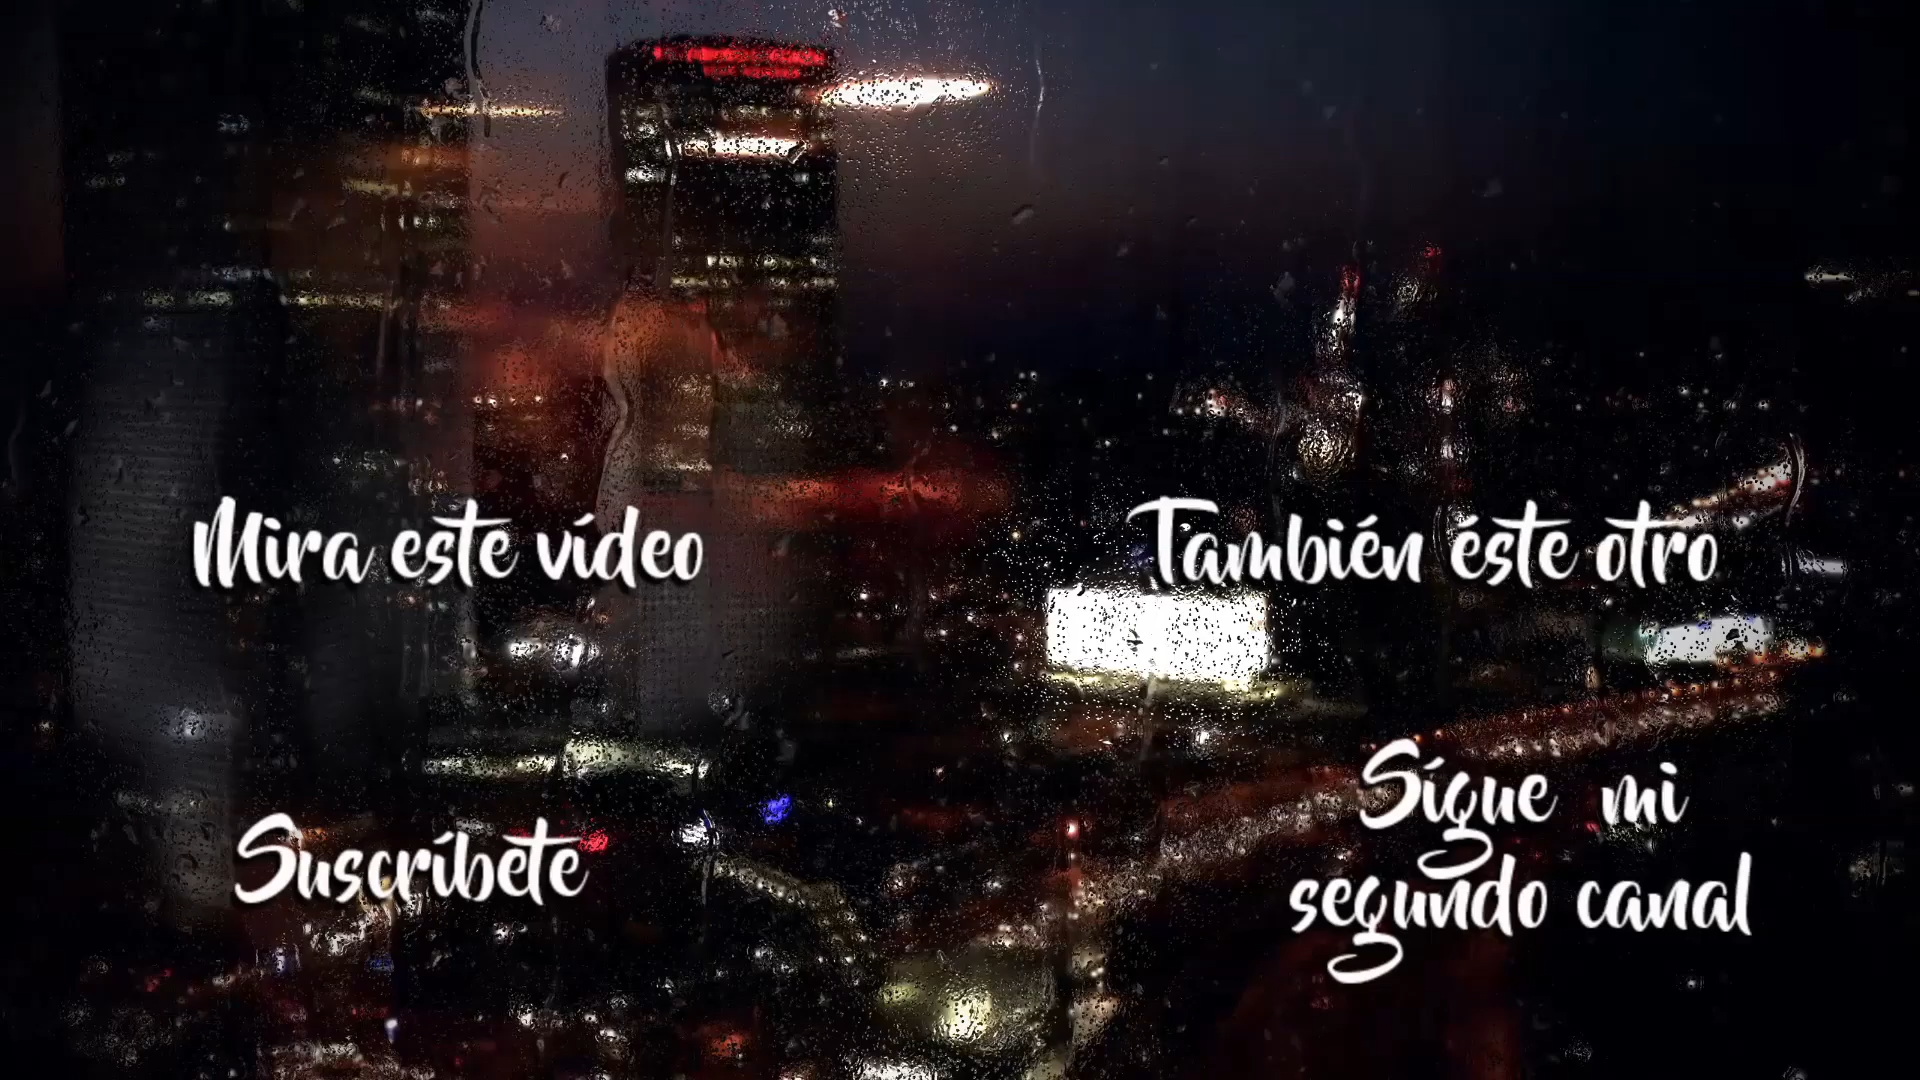 Mira este vídeo
También éste otro
Suscríbete
Sígue mi
segundo canal